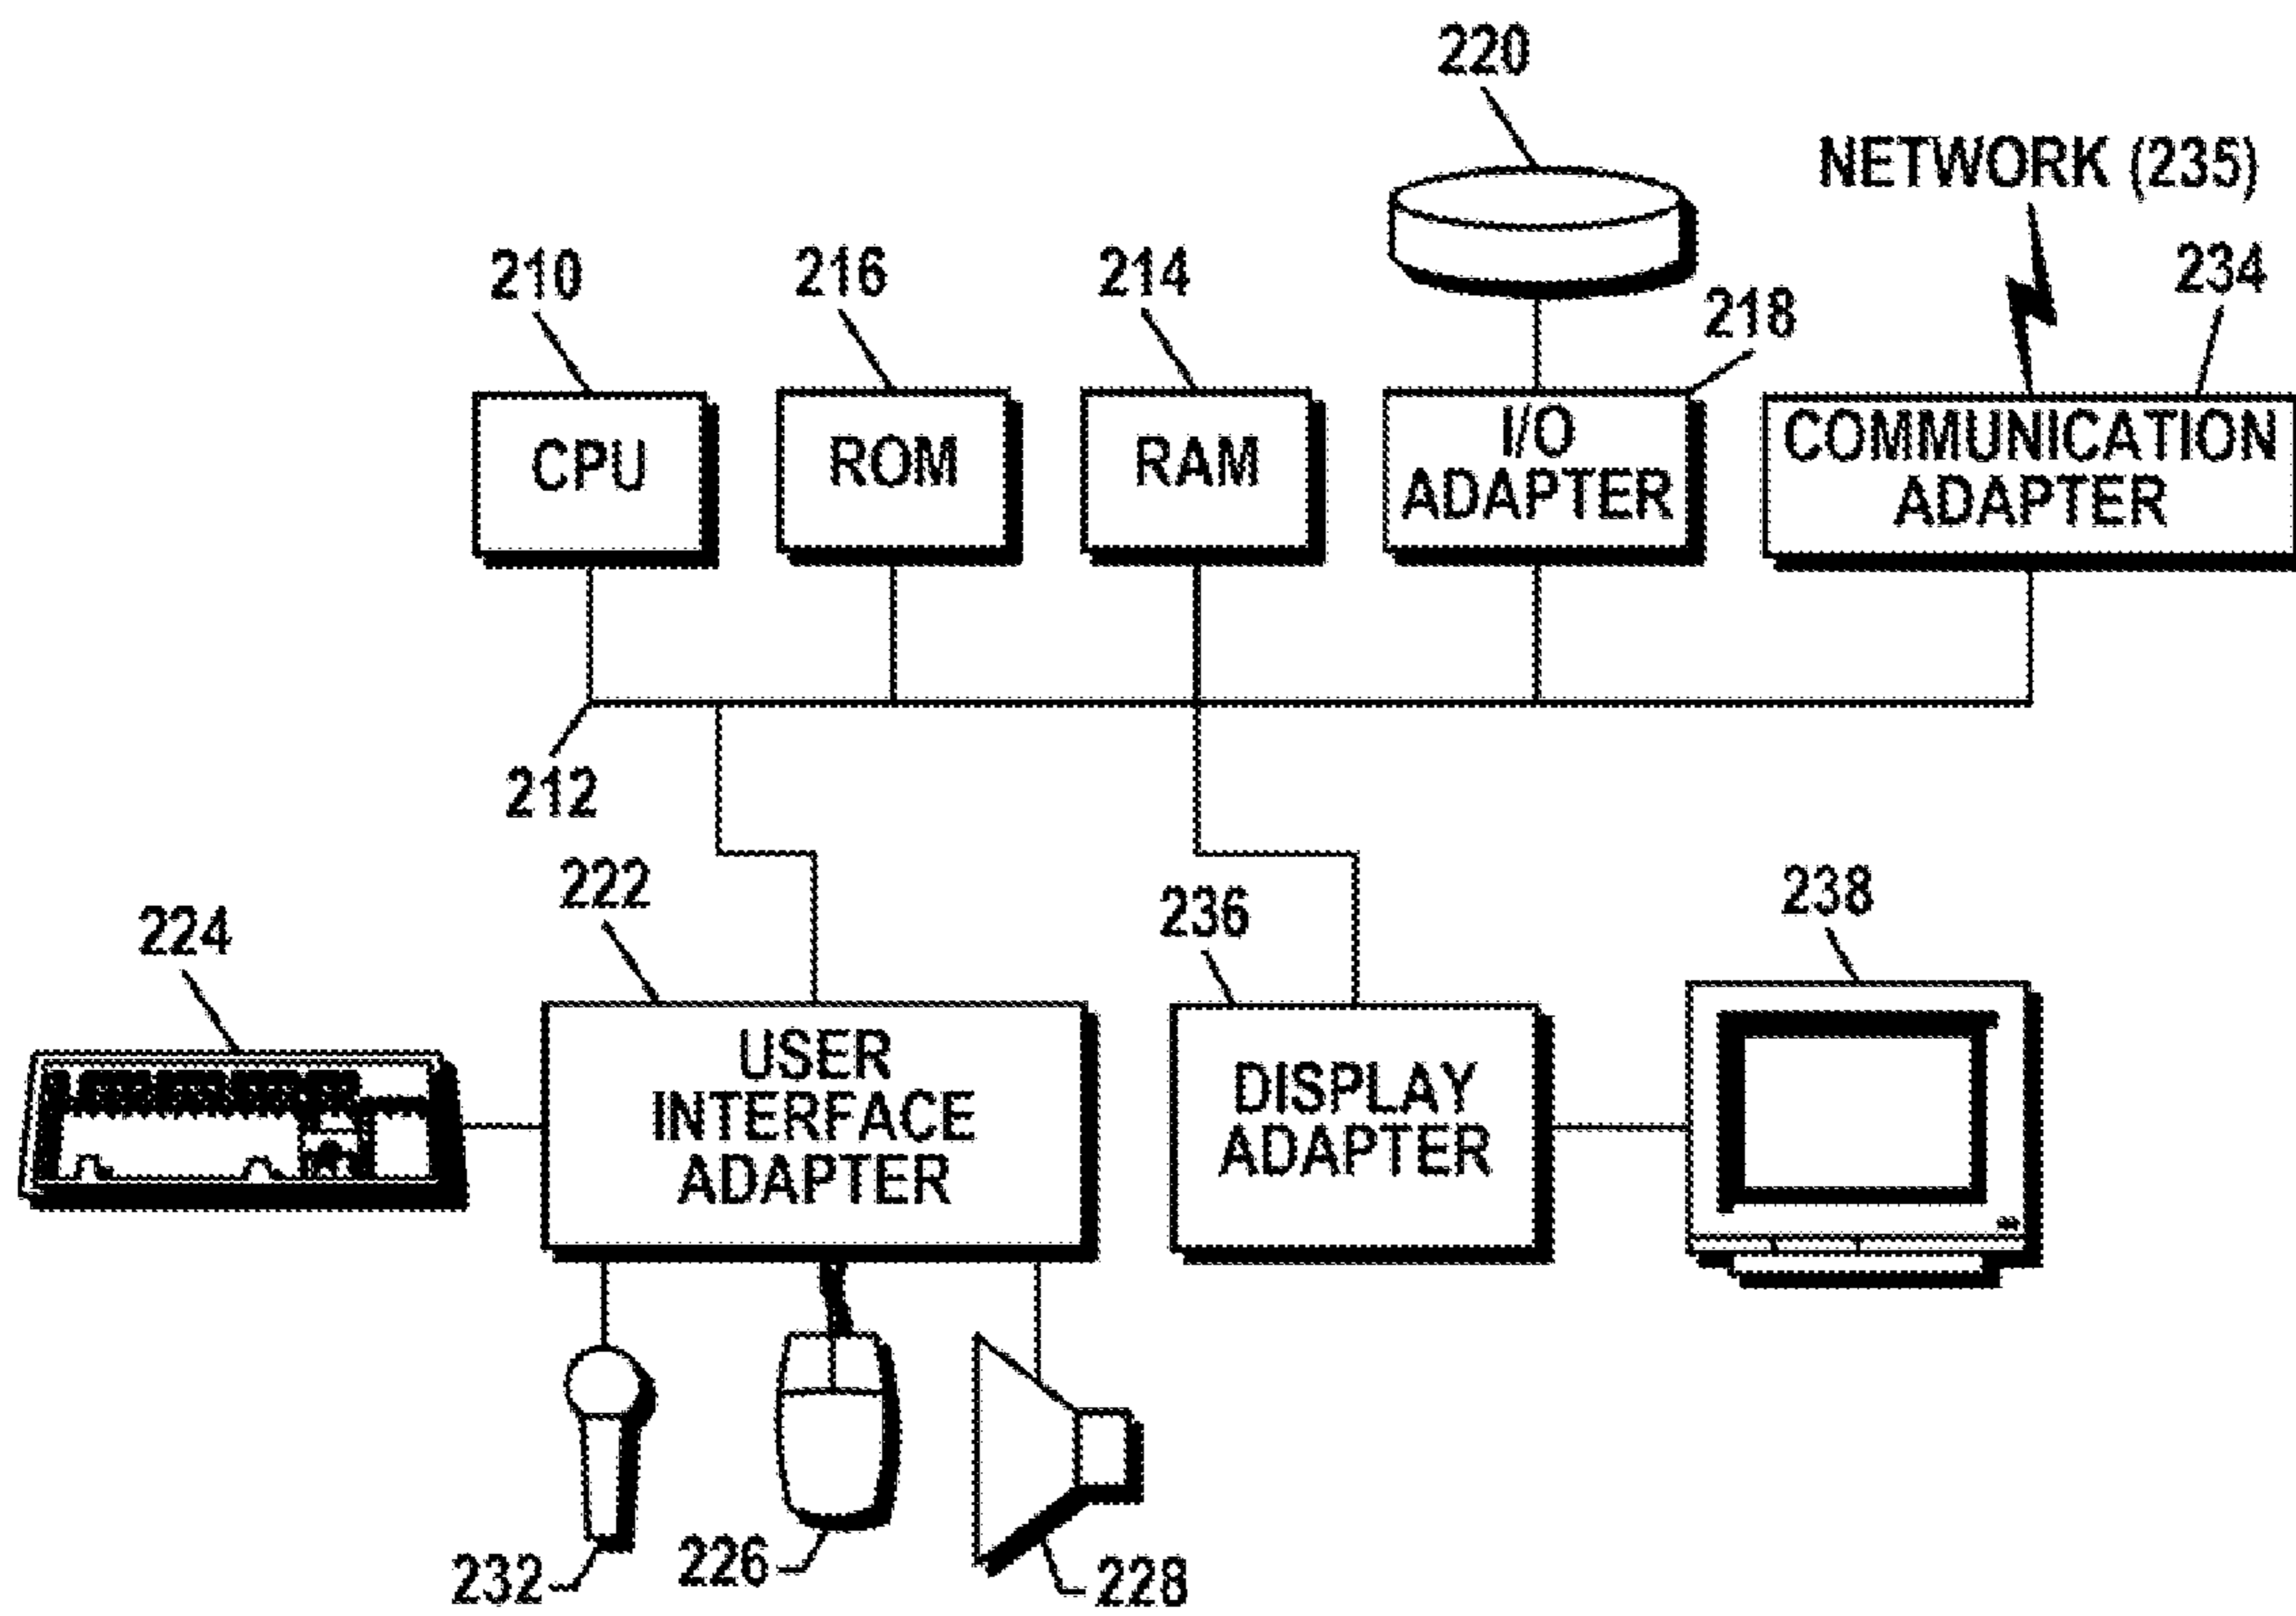 220
NETWORK (235)
210
216
214
218
234
CPU
ROM
RAM
I/O
ADAPTER
COMMUNICATION
ADAPTER
212
222
224
236
238
USER
INTERFACE
ADAPTER
DISPLAY
ADAPTER
232
226
228